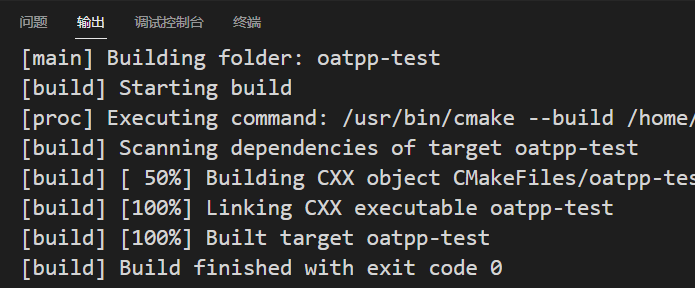 问题 输出 调试控制台 终端
[main] Building folder: oatpp-test
[build] Starting build
[proc] Executing command: /usr/bin/cmake --build /home/
[build] Scanning dependencies of target oatpp-test
[build] [ 50%] Building CXX object CMakeFiles/oatpp-tes
[build] [100%] Linking CXX executable oatpp-test
[build] [100%] Built target oatpp-test
[build] Build finished with exit code 0